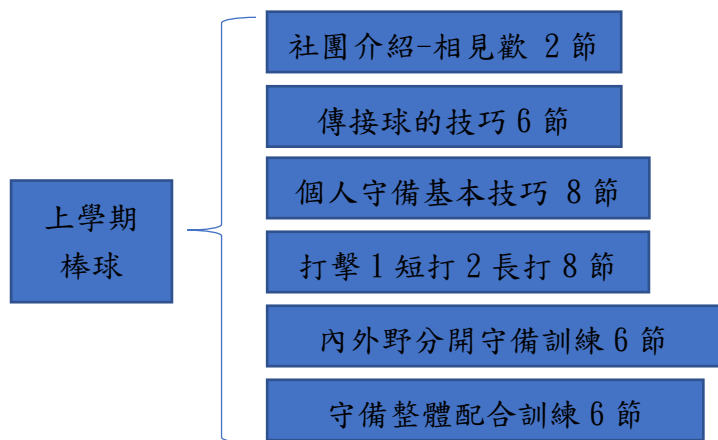 上學期
棒球
社團介紹-相見歡 2 節
傳接球的技巧 6 節
個人守備基本技巧 8 節
打擊 1 短打 2 長打 8 節
內外野分開守備訓練 6 節
守備整體配合訓練 6 節